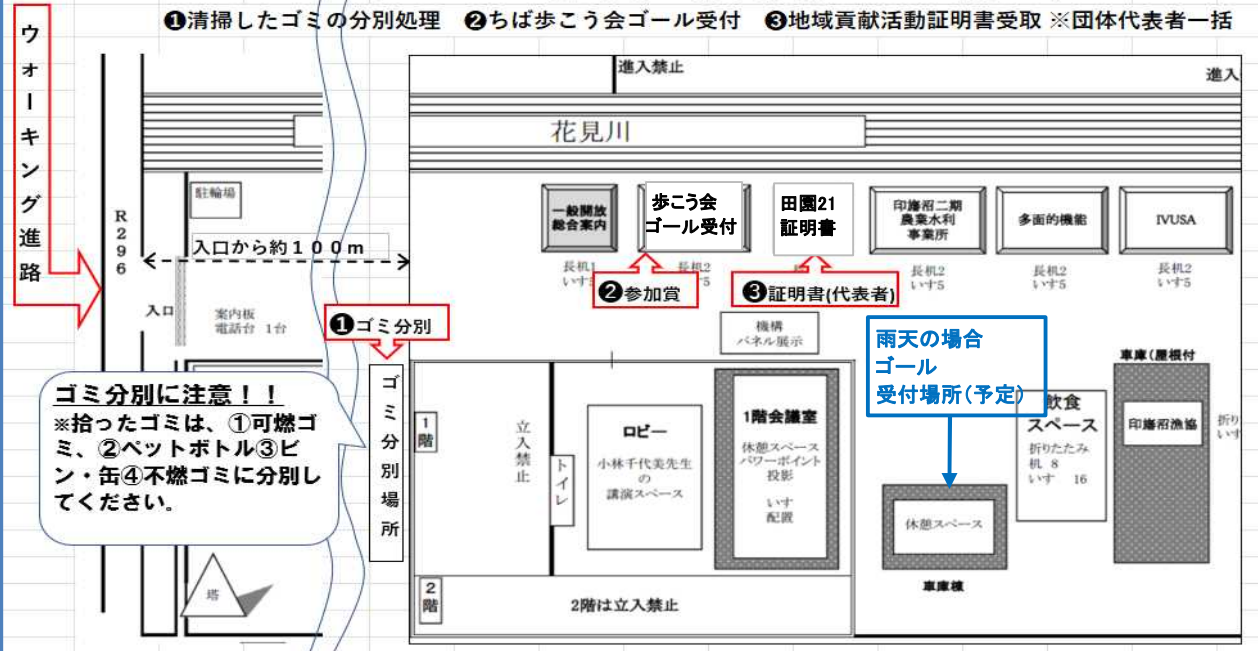 ❶清掃したゴミの分別処理 ❷ちば歩こう会ゴール受付 ❸地域貢献活動証明書受取 ※団体代表者一括
ウォーキング進路
進入禁止
進入
花見川
R296
駐輪場
入口から約100m
入口
案内板
電話台 1台
一般開放
総合案内
長机1
歩こう会
ゴール受付
長机2
田園21
証明書
印旛沼二期
農業水利
事業所
長机2
いす5
多面的機能
長机2
いす5
IVUSA
長机2
いす5
❷参加賞
❸証明書(代表者)
❶ゴミ分別
機構
パネル展示
雨天の場合
ゴール
受付場所(予定)
ゴミ分別に注意!!
※拾ったゴミは、①可燃ゴ
ミ、②ペットボトル③ビ
ン・缶④不燃ゴミに分別し
てください。
ゴミ分別場所
1階
立入禁止
トイレ
ロビー
小林千代美先生
の
講演スペース
1階会議室
休憩スペース
パワーポイント
投影
いす
配置
休憩スペース
車庫棟
飲食
スペース
折りたたみ
机 8
いす 16
車庫(屋根付
印旛沼漁協
折り
いす
塔
2階
2階は立入禁止